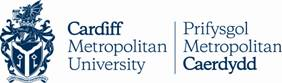 Cardiff
Metropolitan
University
Prifysgol
Metropolitan
Caerdydd